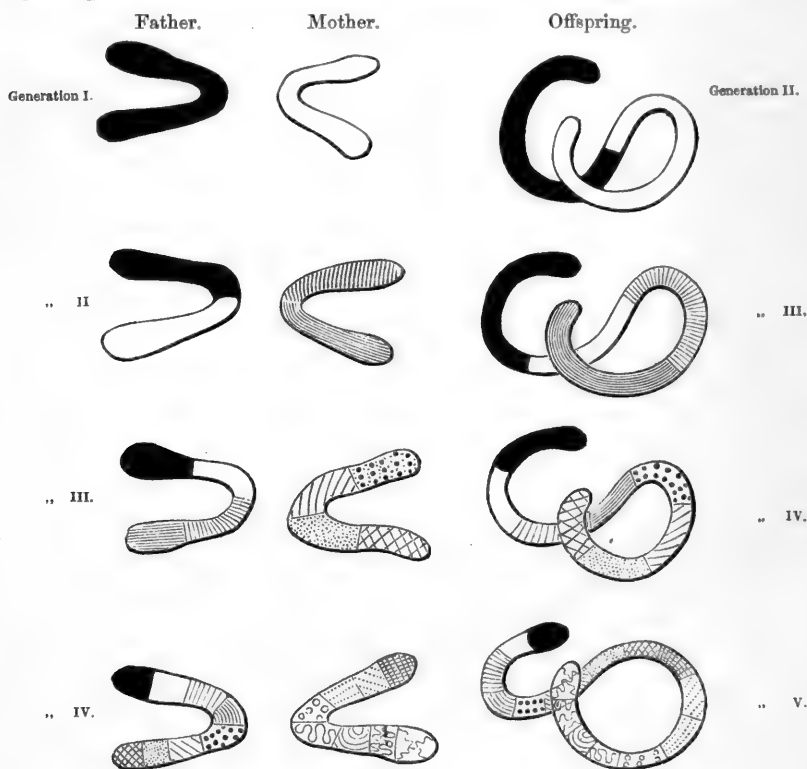 Father. Mother. Offspring.
Generation I. Generation II.
„ II „ III.
„ III. „ IV.
„ IV. „ V.